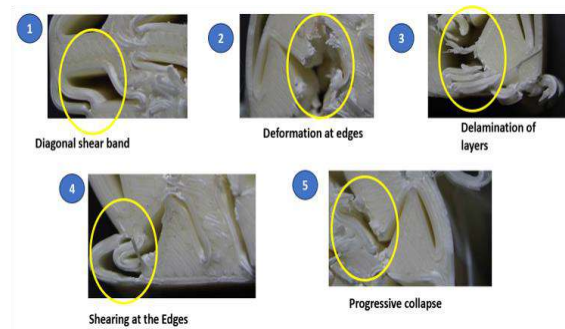 1
2
3
Diagonal shear band
Deformation at edges
Delamination of
layers
4
5
Shearing at the Edges
Progressive collapse